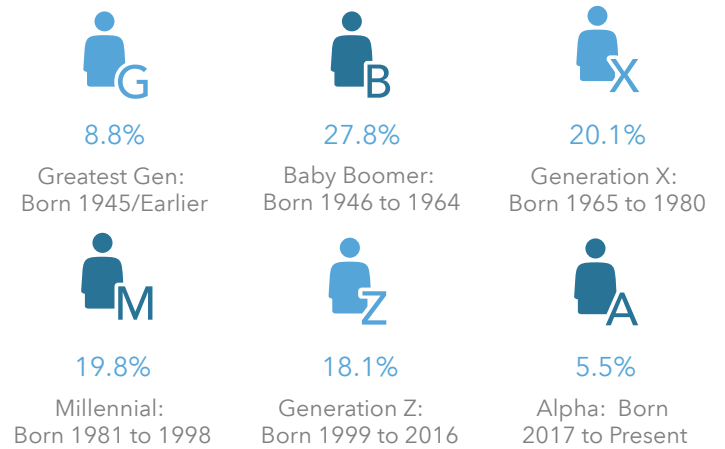 G
B
X
8.8%
27.8%
20.1%
Greatest Gen:
Born 1945/Earlier
Baby Boomer:
Born 1946 to 1964
Generation X:
Born 1965 to 1980
M
Z
A
19.8%
18.1%
5.5%
Millennial:
Born 1981 to 1998
Generation Z:
Born 1999 to 2016
Alpha:  Born
2017 to Present